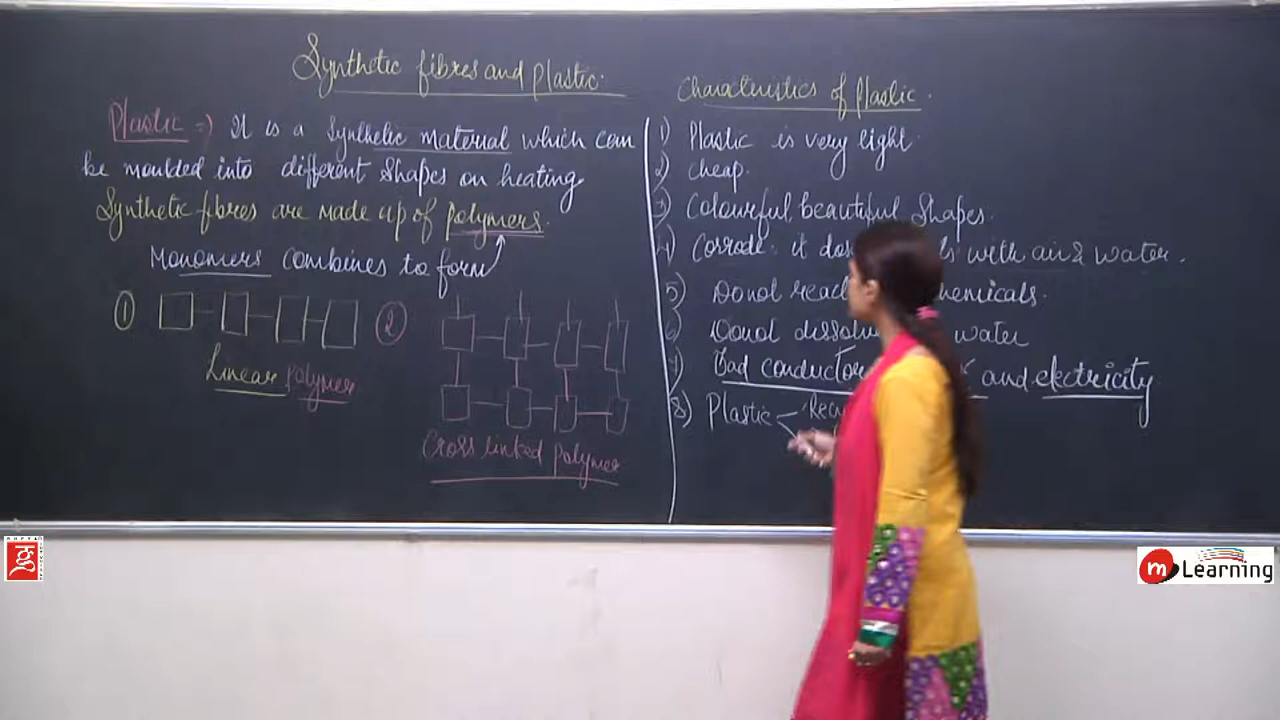 Synthetic fibres and Plastic.
Plastic => It is a synthetic material which can
be moulded into different shapes on heating
Synthetic fibres are made up of polymers.
Monomers combines to form
1
2
Linear polymer
Cross linked polymer
Characteristics of Plastic.
1) Plastic is very light.
2) cheap.
3) Colourful, beautiful shapes.
4) Corrode. it with air & water.
5) Donot chemicals.
6) Donot water
7) Bad conductor and electricity
8) Plastic
m Learning